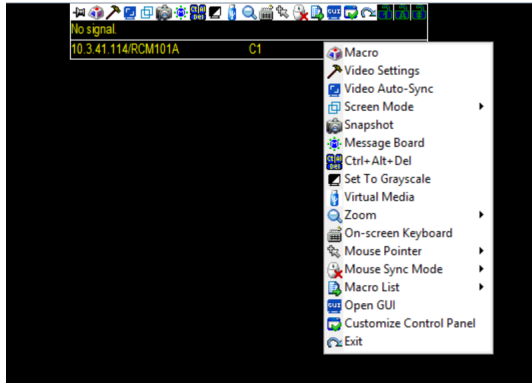 No signal.
10.3.41.114/RCM101A C1
Macro
Video Settings
Video Auto-Sync
Screen Mode
Snapshot
Message Board
Ctrl+Alt+Del
Set To Grayscale
Virtual Media
Zoom
On-screen Keyboard
Mouse Pointer
Mouse Sync Mode
Macro List
Open GUI
Customize Control Panel
Exit